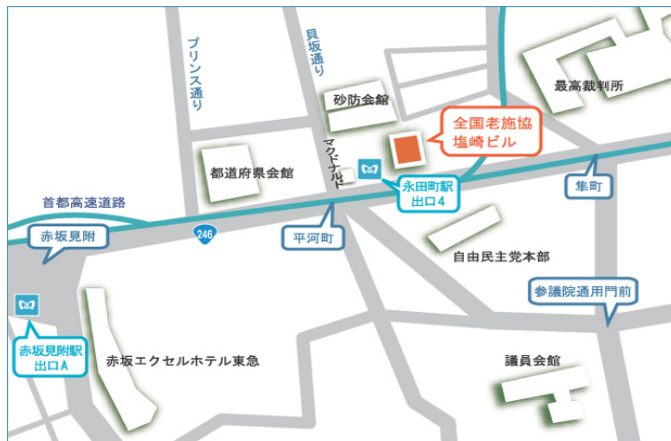 プリンス通り
貝坂通り
最高裁判所
砂防会館
全国老施協
塩崎ビル
マクドナルド
都道府県会館
永田町駅
出口4
隼町
首都高速道路
赤坂見附
246
平河町
自由民主党本部
参議院通用門前
赤坂見附駅
出口A
赤坂エクセルホテル東急
議員会館